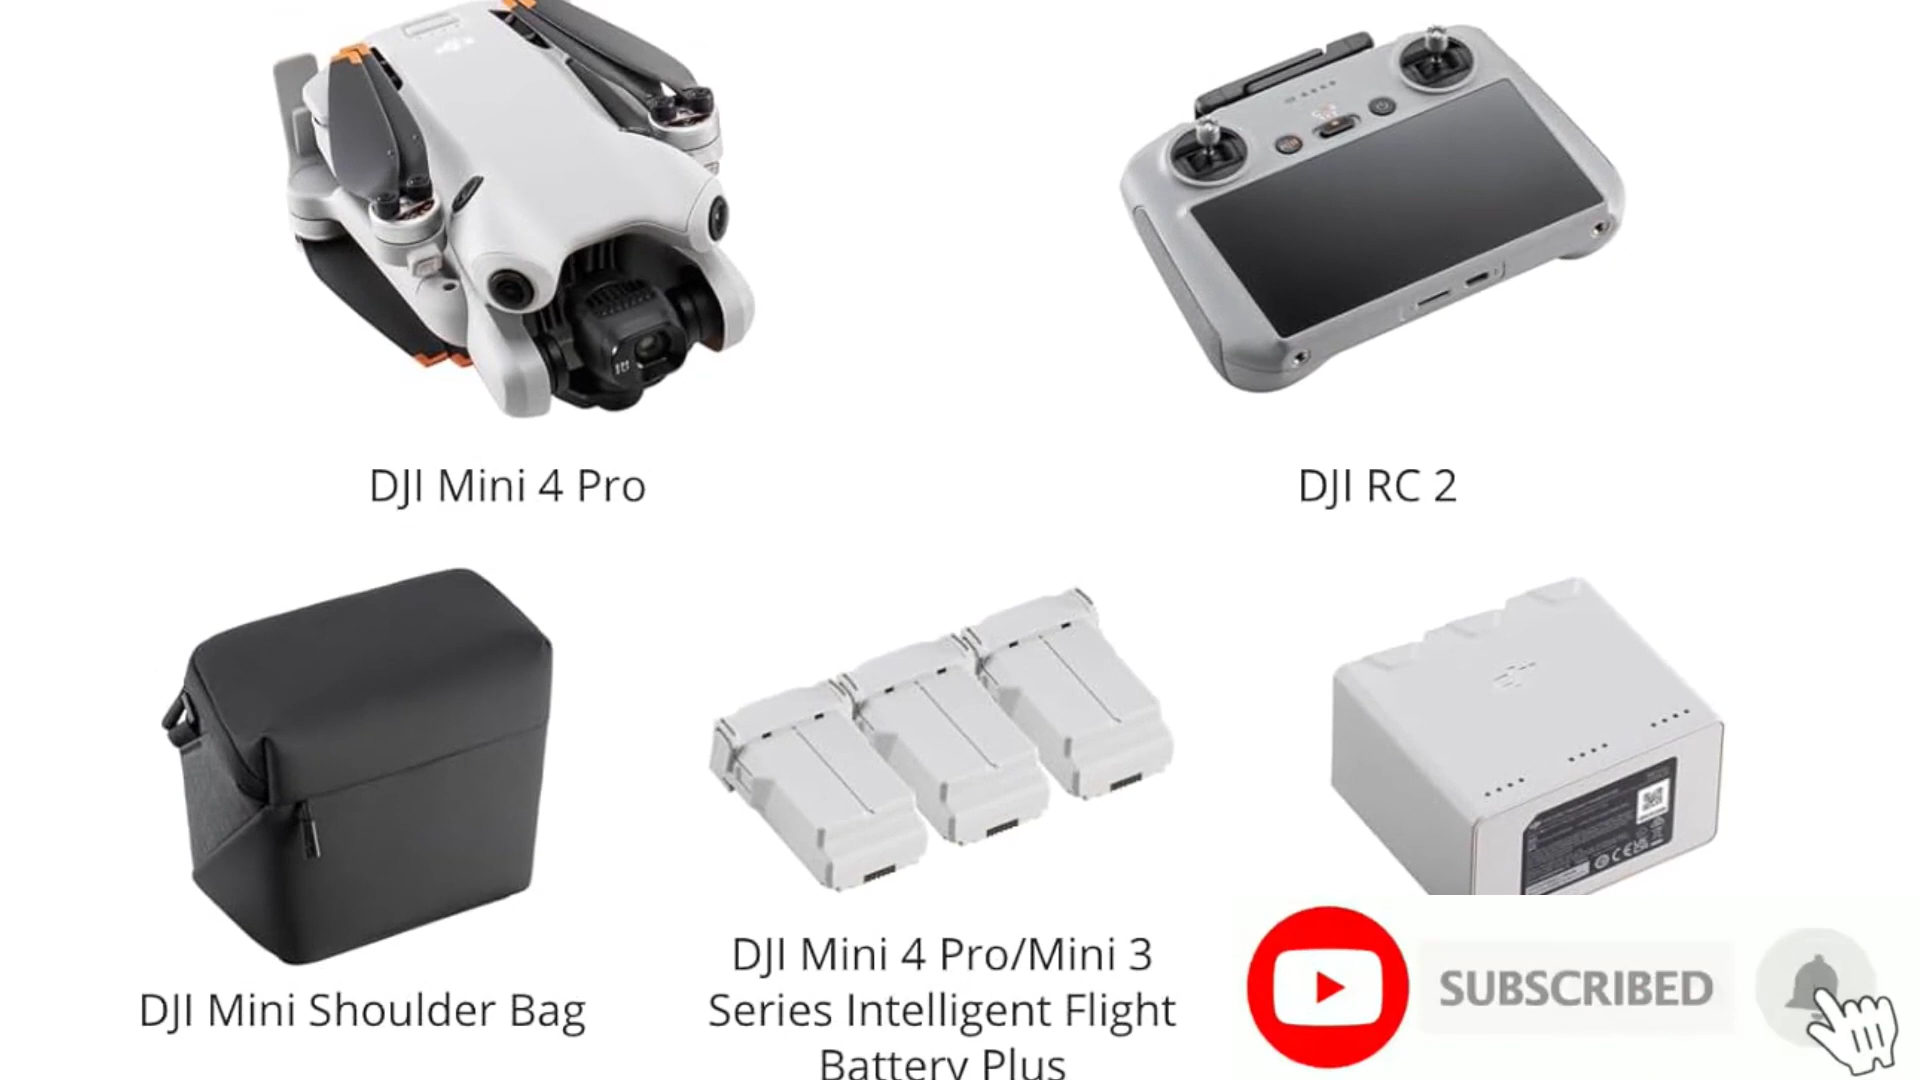 DJI Mini 4 Pro
DJI RC 2
DJI Mini Shoulder Bag
DJI Mini 4 Pro/Mini 3
Series Intelligent Flight
Battery Plus
SUBSCRIBED